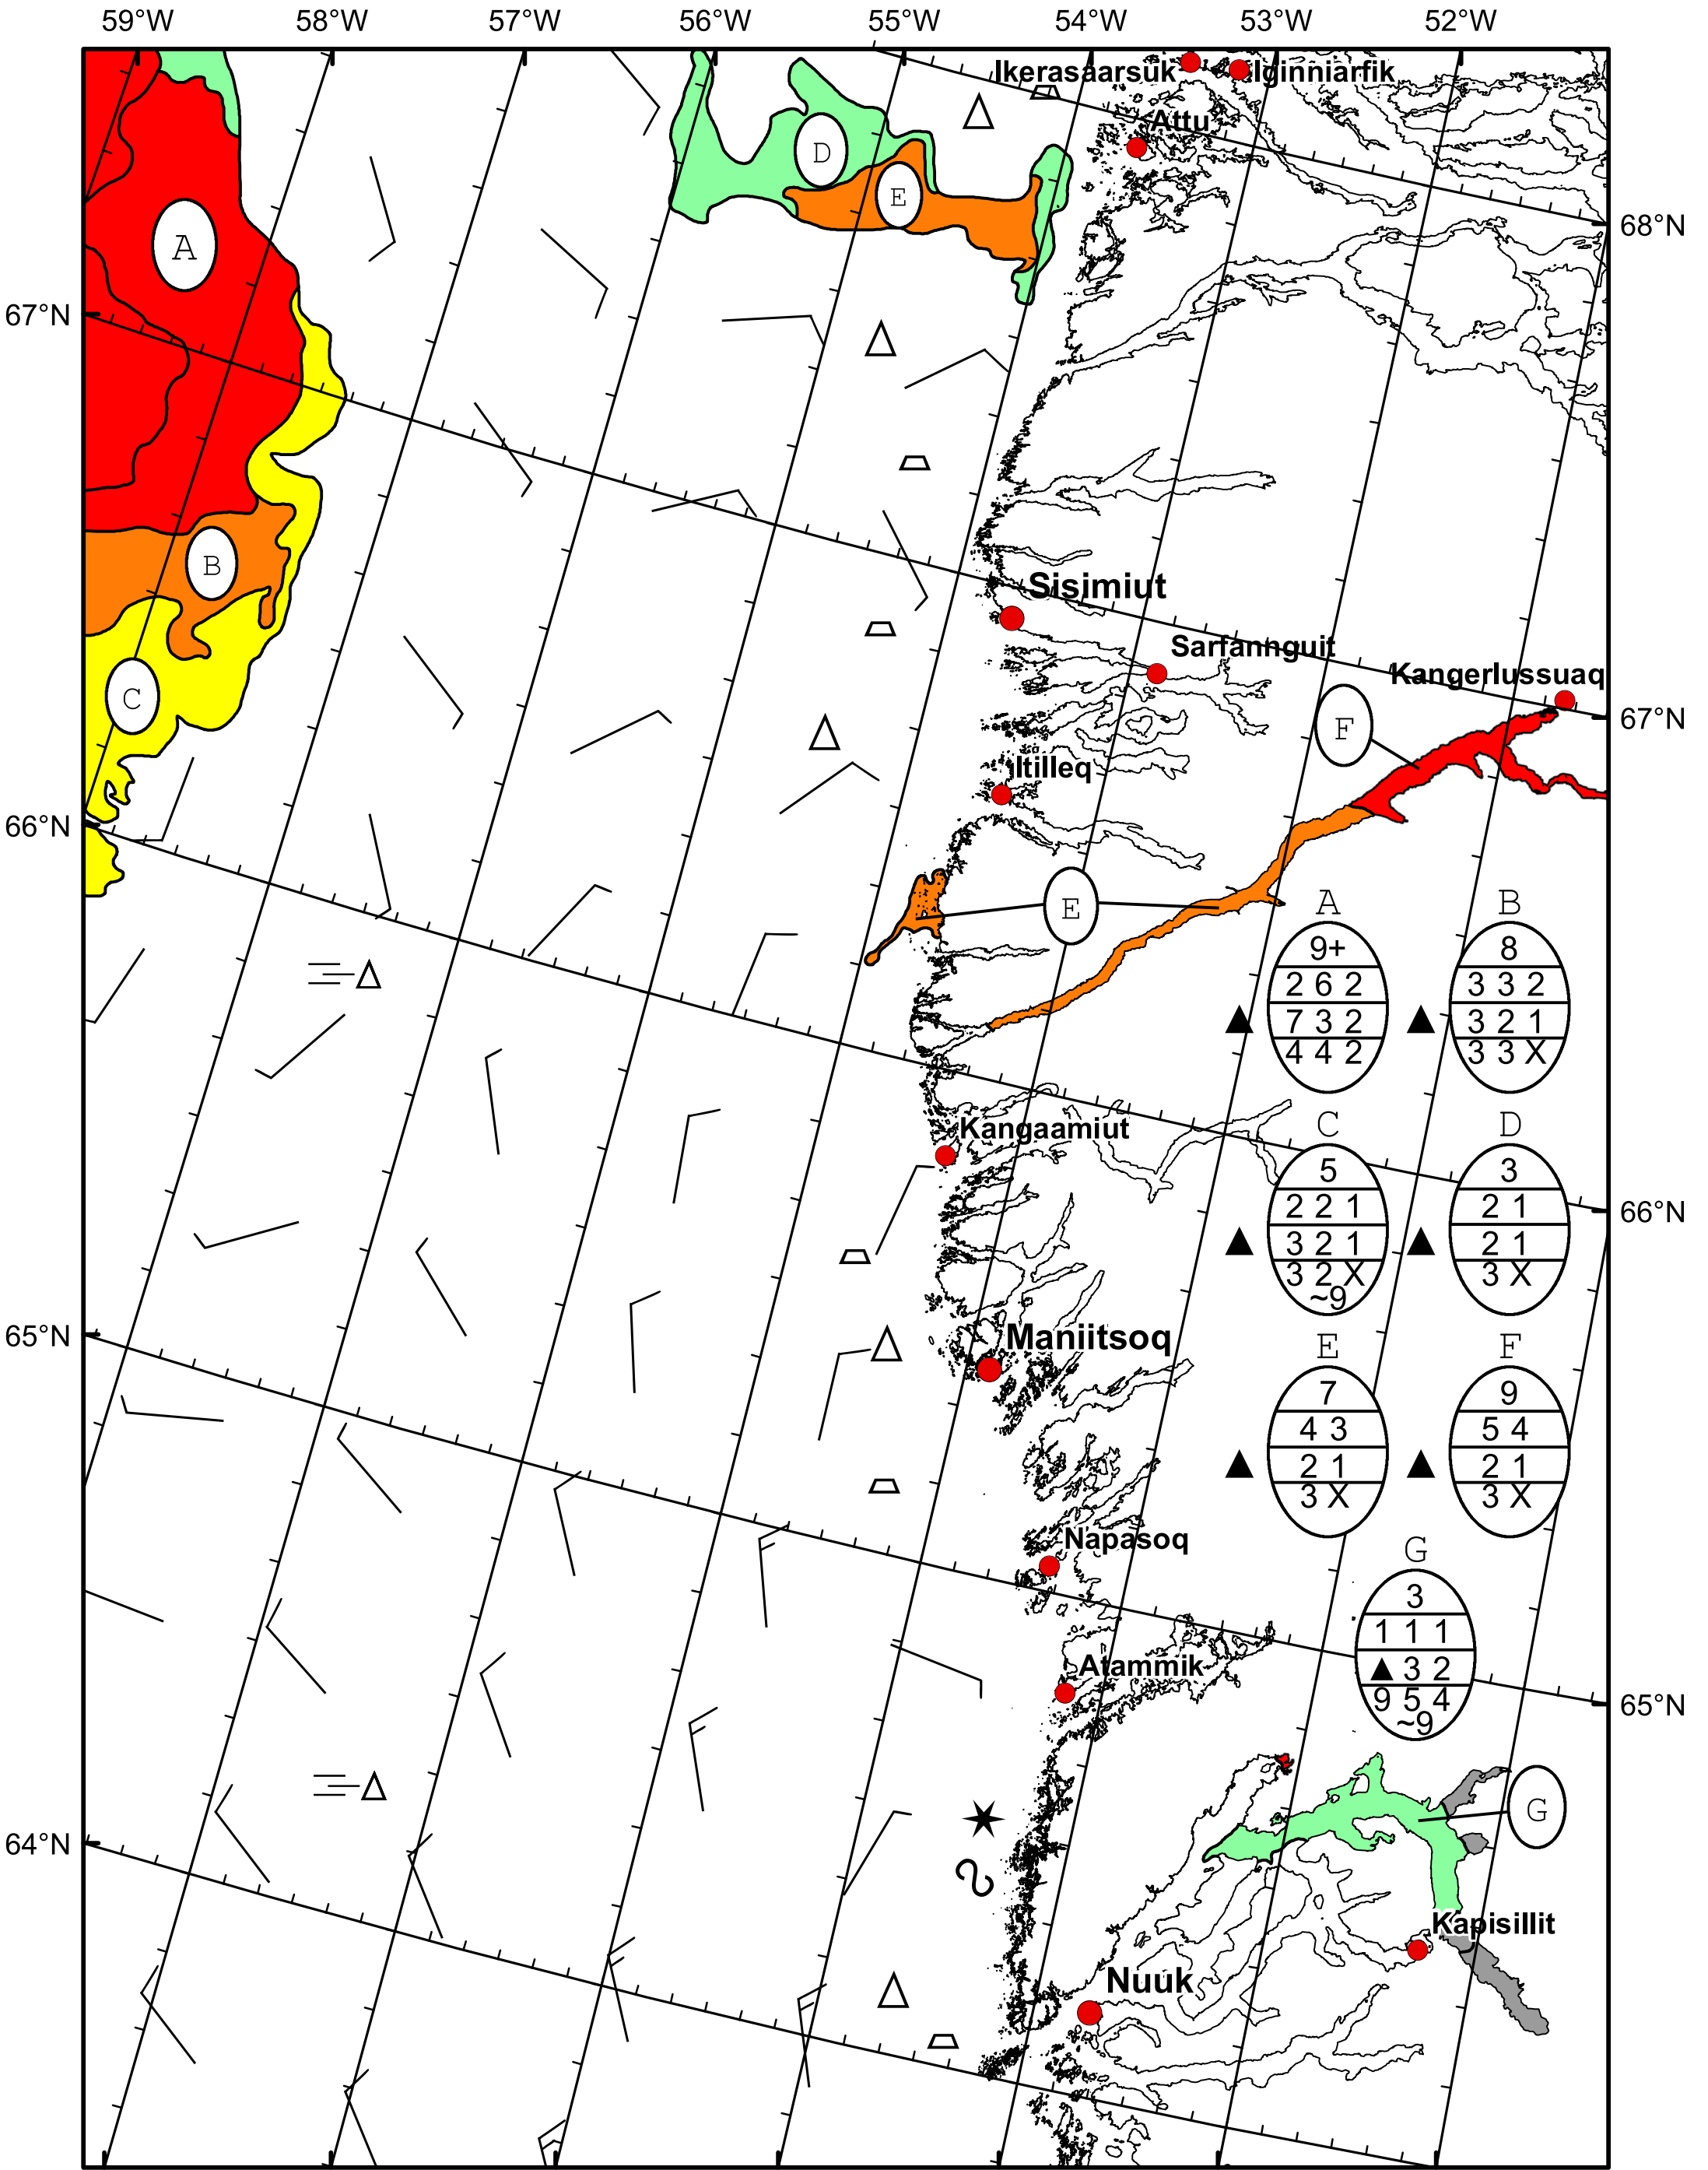 59°W 58°W 57°W 56°W 55°W 54°W 53°W 52°W
Ikerasaarsuk Iginniarfik
Attu
D
E
A
68°N
67°N
B
Sisimiut
Sarfannguit
Kangerlussuaq
C
F
67°N
Itilleq
66°N
E
A B
9+ 8
2 6 2 3 3 2
7 3 2 3 2 1
4 4 2 3 3 X
Kangaamiut
C D
5 3
2 2 1 2 1
3 2 1 2 1
3 2 X 3 X
~9
66°N
65°N
Maniitsoq
E F
7 9
4 3 5 4
2 1 2 1
3 X 3 X
Napasoq
G
3
1 1 1
▲ 3 2
9 5 4
~9
Atammik
65°N
G
64°N
Kapisillit
Nuuk